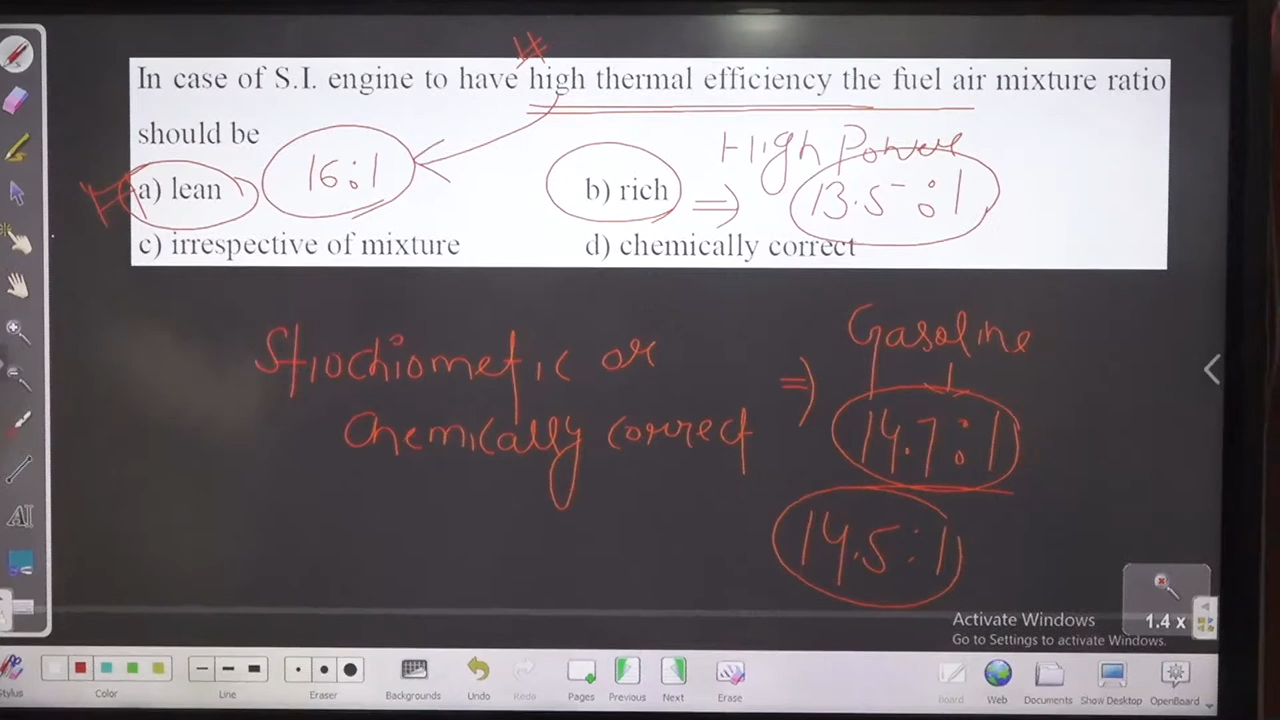 In case of S.I. engine to have high thermal efficiency the fuel air mixture ratio
should be
High Power
a) lean
16:1
b) rich
⇒
13.5:1
c) irrespective of mixture
d) chemically correct
Gasoline
Stiochiometic or
⇒
Chemically correct
14.7:1
14.5:1
Activate Windows
Go to Settings to activate Windows.
1.4 x
AI
Stylus
Color
Line
Eraser
Backgrounds
Undo
Redo
Pages
Previous
Next
Erase
Board
Web
Documents
Show Desktop
OpenBoard